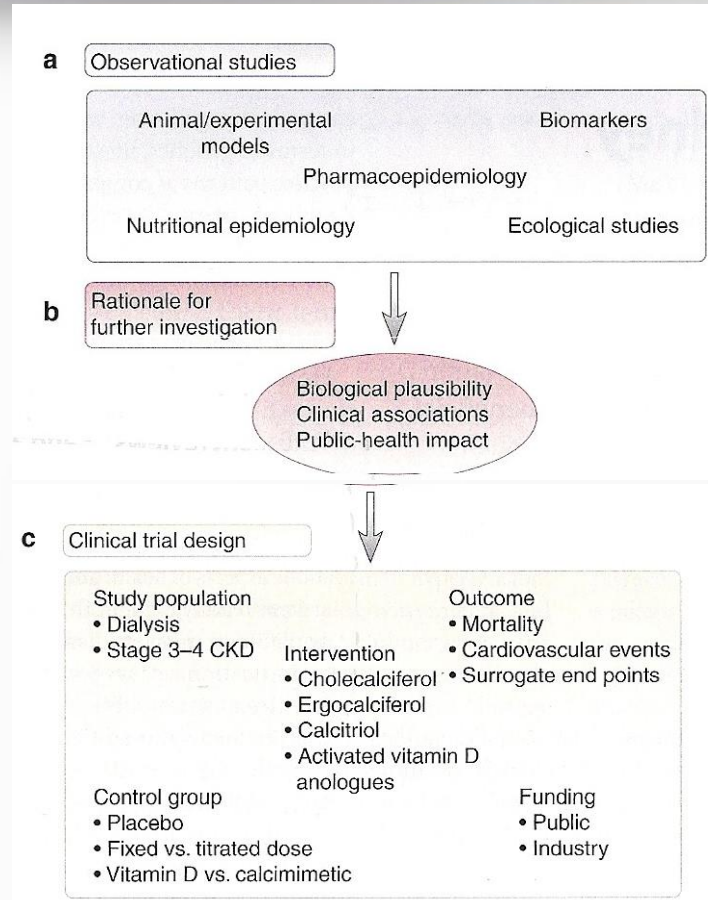 a
Observational studies
Animal/experimental
models
Biomarkers
Pharmacoepidemiology
Nutritional epidemiology
Ecological studies
b
Rationale for
further investigation
Biological plausibility
Clinical associations
Public-health impact
c
Clinical trial design
Study population
• Dialysis
• Stage 3–4 CKD
Intervention
• Cholecalciferol
• Ergocalciferol
• Calcitriol
• Activated vitamin D
anologues
Outcome
• Mortality
• Cardiovascular events
• Surrogate end points
Control group
• Placebo
• Fixed vs. titrated dose
• Vitamin D vs. calcimimetic
Funding
• Public
• Industry